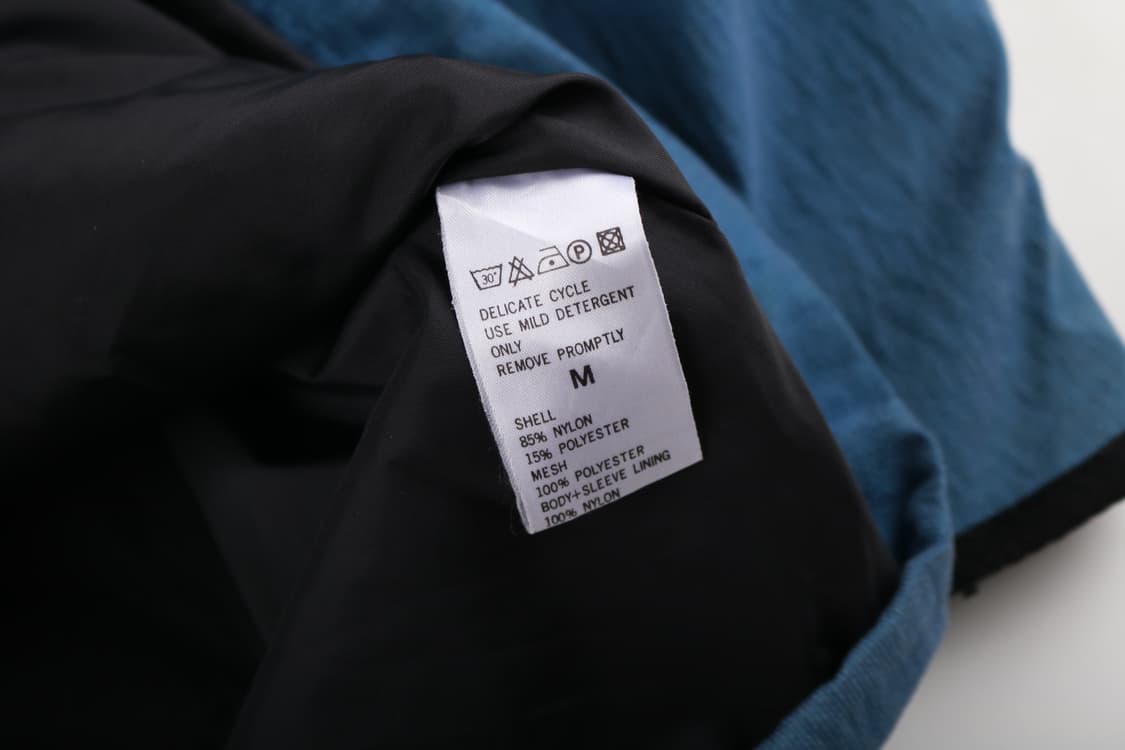 30° P
DELICATE CYCLE
USE MILD DETERGENT
ONLY
REMOVE PROMPTLY
M
SHELL
85% NYLON
15% POLYESTER
MESH
100% POLYESTER
BODY+SLEEVE LINING
100% NYLON